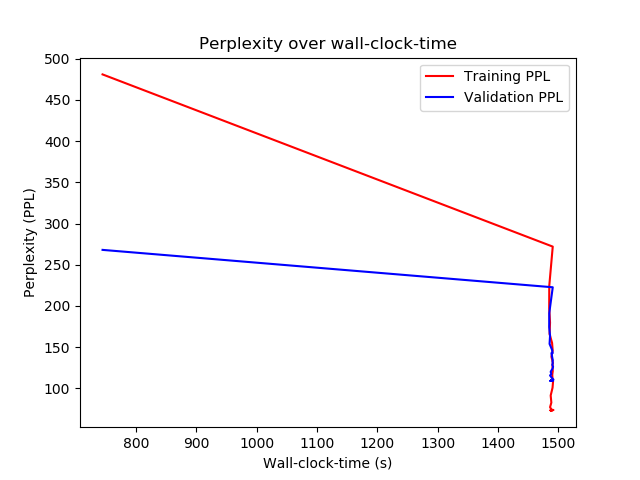 Perplexity over wall-clock-time
Training PPL
Validation PPL
500
450
400
350
300
250
200
150
100
Perplexity (PPL)
800 900 1000 1100 1200 1300 1400 1500
Wall-clock-time (s)